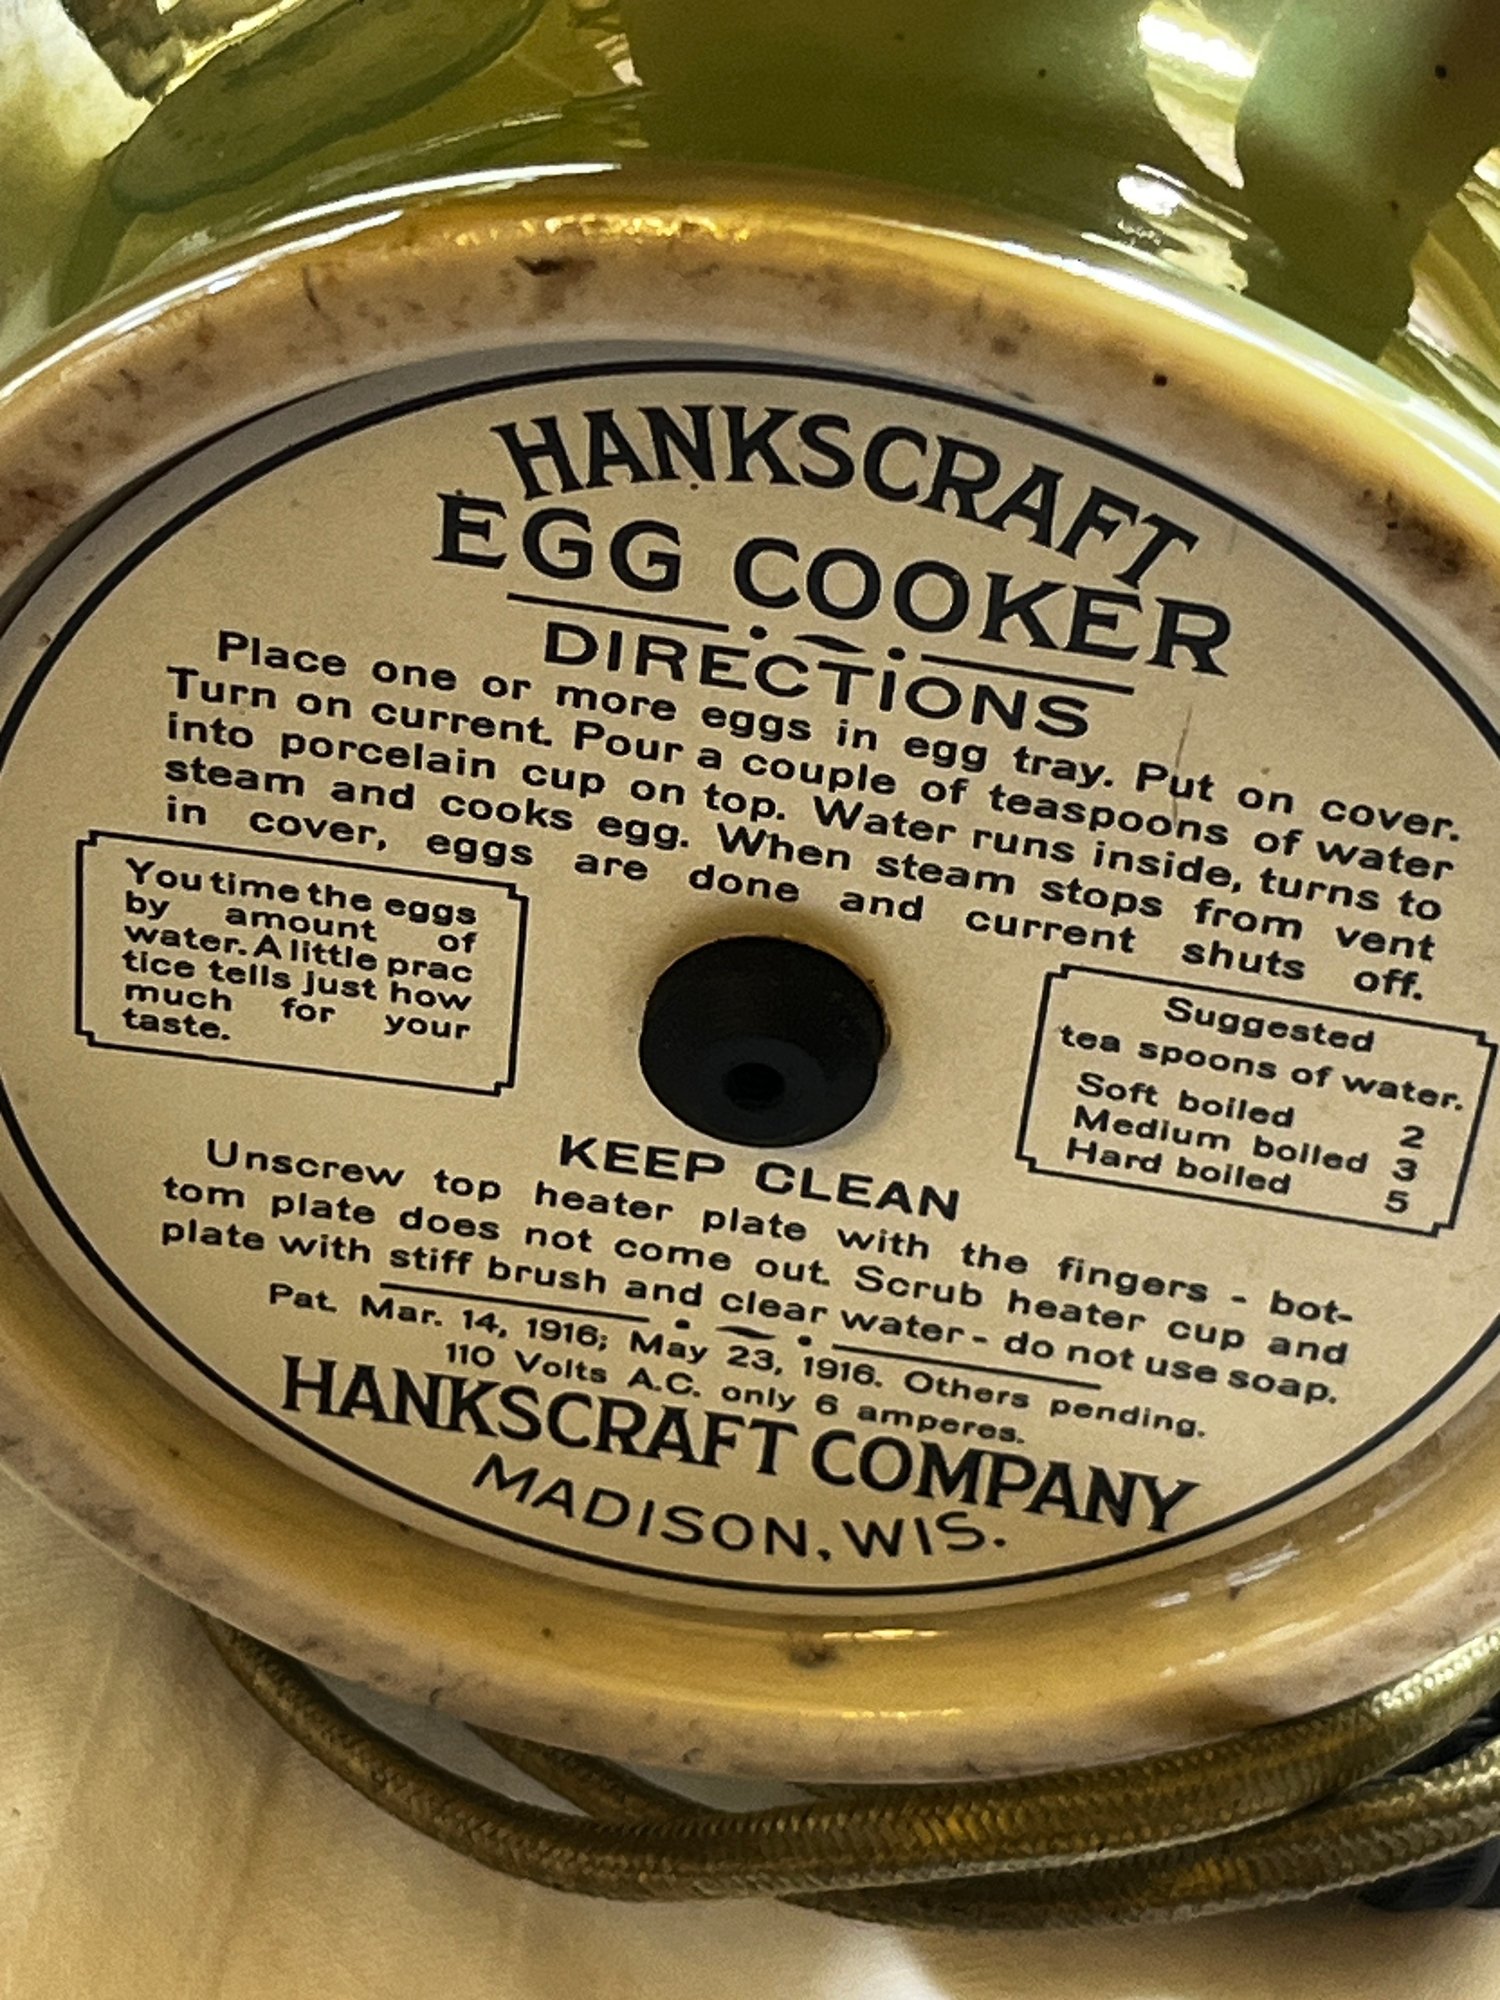 HANKSCRAFT
EGG COOKER
DIRECTIONS
Place one or more eggs in egg tray. Put on cover.
Turn on current. Pour a couple of teaspoons of water
into porcelain cup on top. Water runs inside, turns to
steam and cooks egg. When steam stops from vent
in cover, eggs are done and current shuts off.
You time the eggs
by amount of
water. A little prac
tice tells just how
much for your
taste.
Suggested
tea spoons of water.
Soft boiled 2
Medium boiled 3
Hard boiled 5
KEEP CLEAN
Unscrew top heater plate with the fingers - bot-
tom plate does not come out. Scrub heater cup and
plate with stiff brush and clear water - do not use soap.
Pat. Mar. 14, 1916; May 23, 1916. Others pending.
110 Volts A.C. only 6 amperes.
HANKSCRAFT COMPANY
MADISON, WIS.